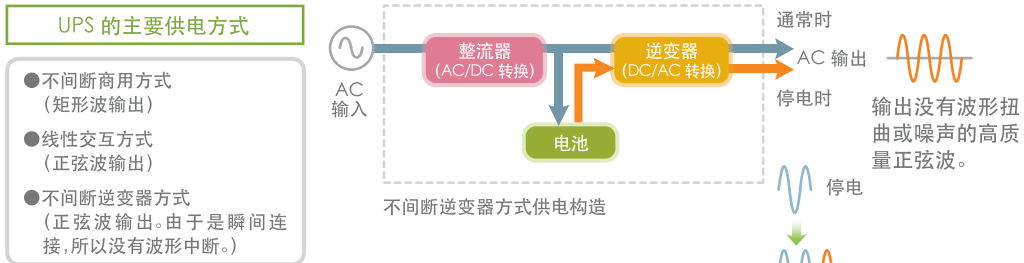 UPS 的主要供电方式
●不间断商用方式
（矩形波输出）
●线性交互方式
（正弦波输出）
●不间断逆变器方式
（正弦波输出。由于是瞬间连
接，所以没有波形中断。）
AC
输入
整流器
(AC/DC 转换)
逆变器
(DC/AC 转换)
电池
不间断逆变器方式供电构造
通常时
AC 输出
停电时
输出没有波形扭
曲或噪声的高质
量正弦波。
停电